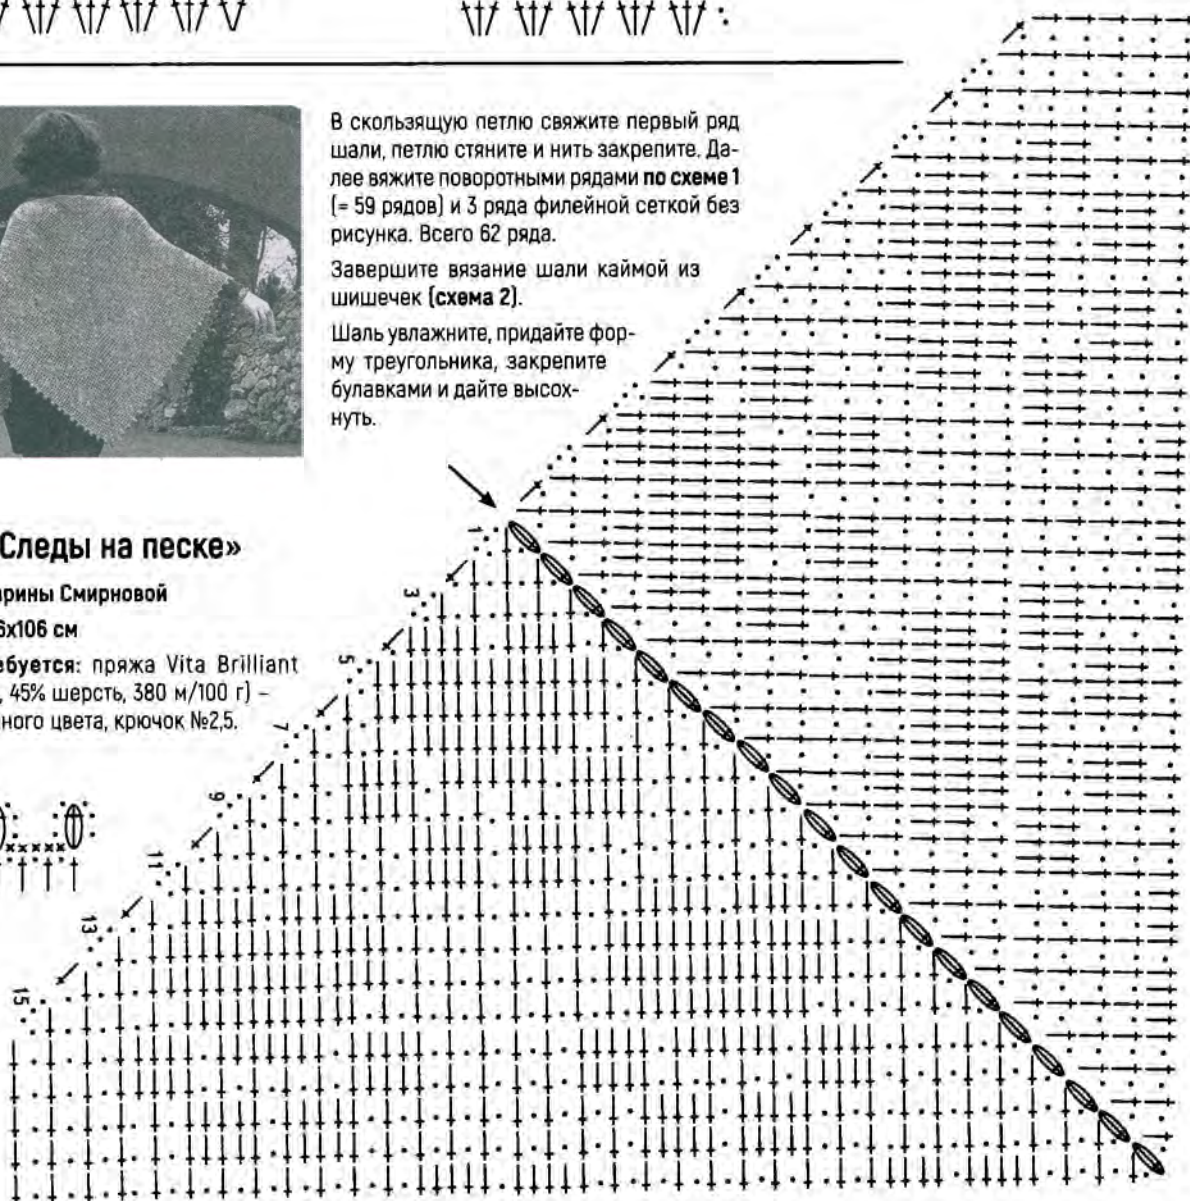 В скользящую петлю свяжите первый ряд
шали, петлю стяните и нить закрепите. Да-
лее вяжите поворотными рядами по схеме 1
(= 59 рядов) и 3 ряда филейной сеткой без
рисунка. Всего 62 ряда.
Завершите вязание шали каймой из
шишечек (схема 2).
Шаль увлажните, придайте фор-
му треугольника, закрепите
булавками и дайте высох-
нуть.
Следы на песке»
Смирновой
6х106 см
пряжа Vita Brilliant
, 45% шерсть, 380 м/100 г) –
цвета, крючок №2,5.
1
3
5
7
9
11
13
15